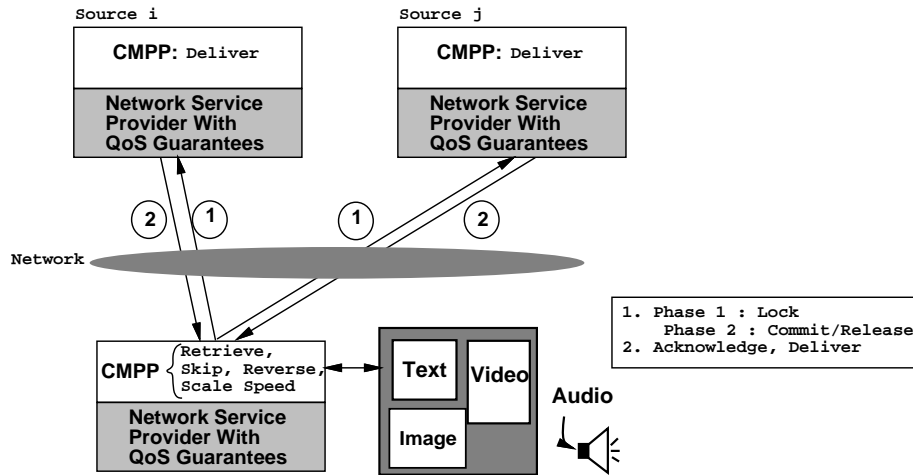 Source i
Source j
CMPP: Deliver
CMPP: Deliver
Network Service
Provider With
QoS Guarantees
Network Service
Provider With
QoS Guarantees
2
1
1
2
Network
1. Phase 1 : Lock
Phase 2 : Commit/Release
2. Acknowledge, Deliver
CMPP
Retrieve,
Skip, Reverse,
Scale Speed
Network Service
Provider With
QoS Guarantees
Text
Video
Image
Audio